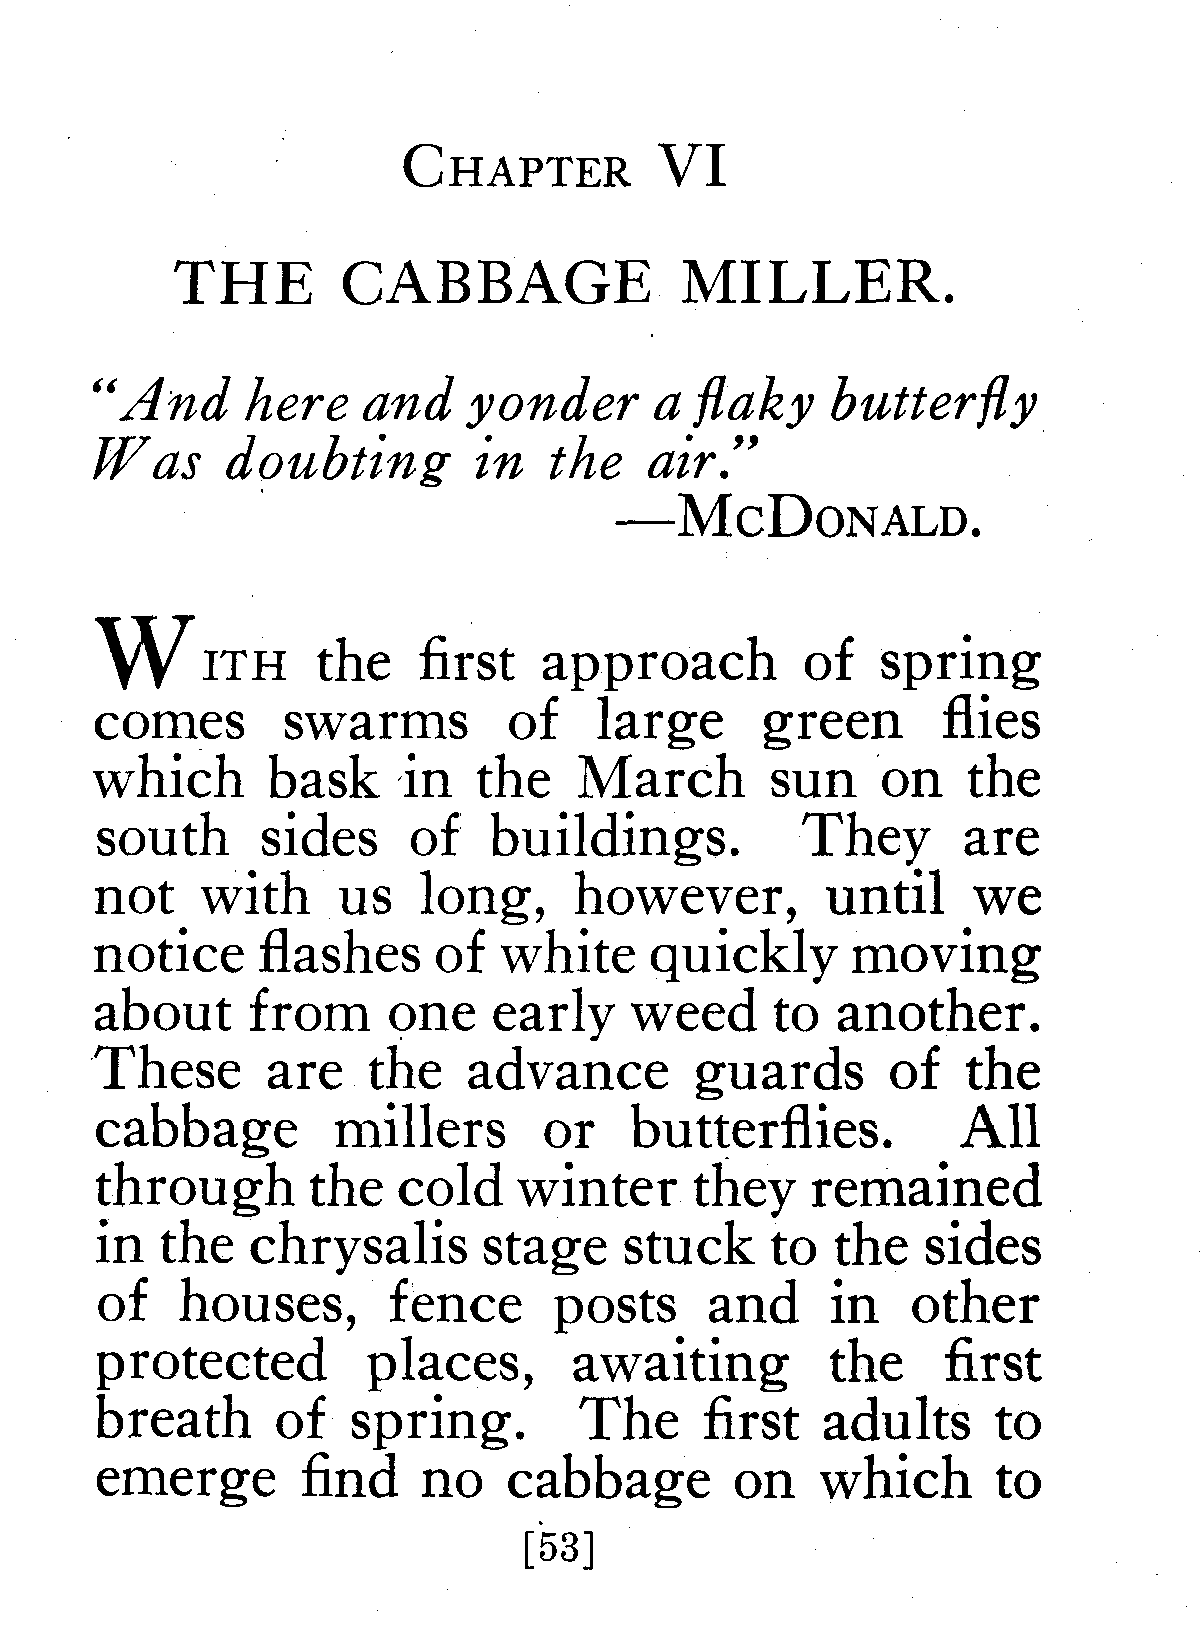 CHAPTER VI
THE CABBAGE MILLER.
"And here and yonder a flaky butterfly
Was doubting in the air."
—MCDONALD.
WITH the first approach of spring
comes swarms of large green flies
which bask in the March sun on the
south sides of buildings. They are
not with us long, however, until we
notice flashes of white quickly moving
about from one early weed to another.
These are the advance guards of the
cabbage millers or butterflies. All
through the cold winter they remained
in the chrysalis stage stuck to the sides
of houses, fence posts and in other
protected places, awaiting the first
breath of spring. The first adults to
emerge find no cabbage on which to
[53]